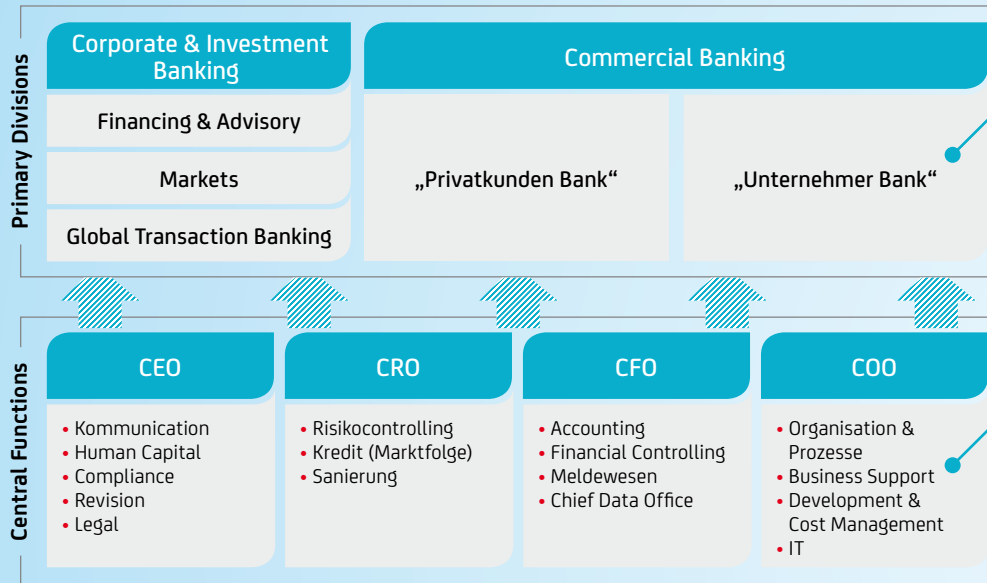 Primary Divisions
Corporate & Investment
Banking
Financing & Advisory
Markets
Global Transaction Banking
Commercial Banking
„Privatkunden Bank“
„Unternehmer Bank“
Central Functions
CEO
• Kommunikation
• Human Capital
• Compliance
• Revision
• Legal
CRO
• Risikocontrolling
• Kredit (Marktfolge)
• Sanierung
CFO
• Accounting
• Financial Controlling
• Meldewesen
• Chief Data Office
COO
• Organisation &
Prozesse
• Business Support
• Development &
Cost Management
• IT